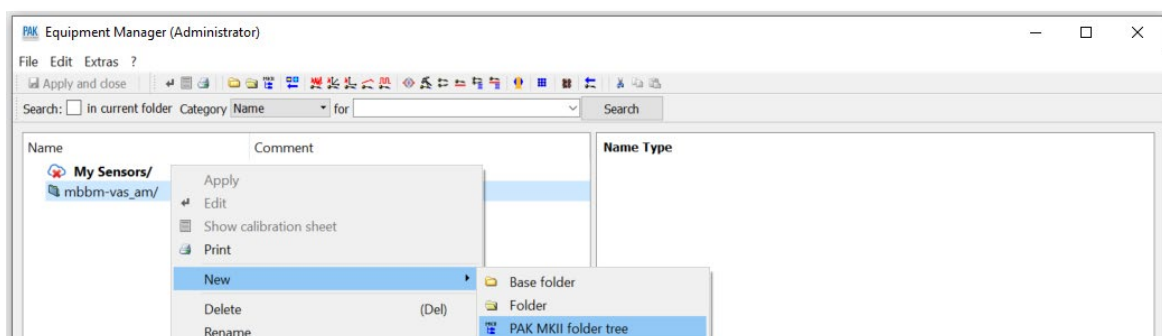 PAK Equipment Manager (Administrator)
File Edit Extras ?
Apply and close
Search: in current folder Category Name for Search
Name Comment Name Type
My Sensors/
mbbm-vas_am/
Apply
Edit
Show calibration sheet
Print
New
Base folder
Delete (Del)
Folder
Rename
PAK MKII folder tree